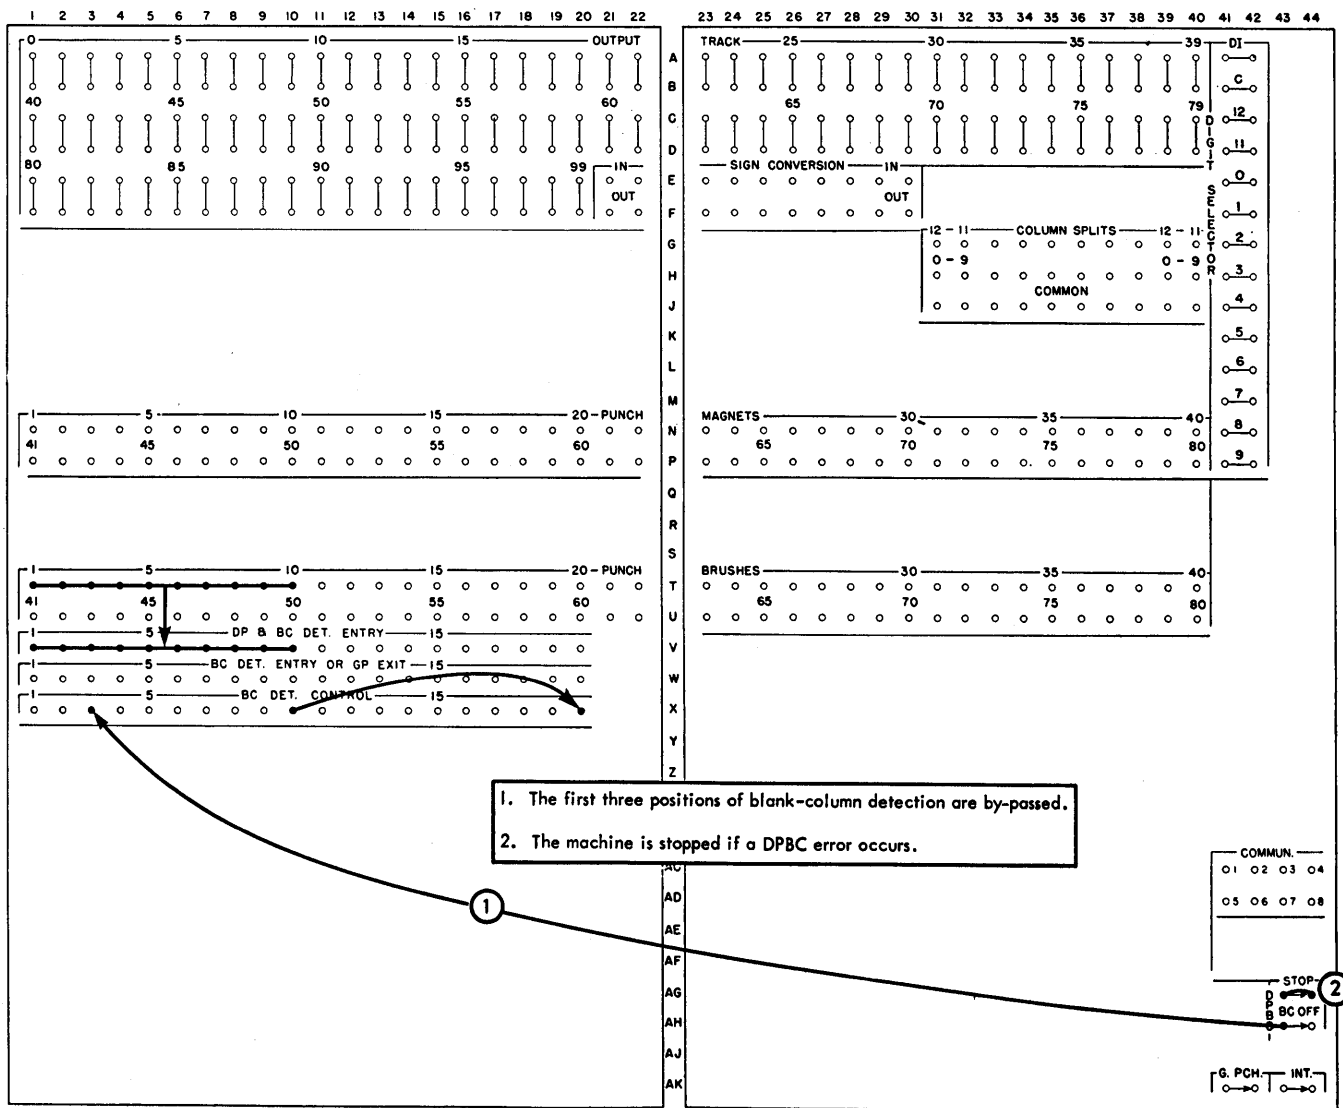 1 2 3 4 5 6 7 8 9 10 11 12 13 14 15 16 17 18 19 20 21 22 23 24 25 26 27 28 29 30 31 32 33 34 35 36 37 38 39 40 41 42 43 44
0 5 10 15 OUTPUT A TRACK 25 30 35 39 DI
B C
40 45 50 55 60 65 70 75 79
C 12
D 11
80 85 90 95 99 IN SIGN CONVERSION IN
E 0
OUT OUT
F 1
DIGIT SELECTOR
12-11 COLUMN SPLITS 12-11
G 2
0-9 0-9
H 3
COMMON
J 4
K 5
L 6
M 7
1 5 10 15 20 PUNCH MAGNETS 30 35 40
N 8
41 45 50 55 60 65 70 75 80
P 9
Q
R
S
1 5 10 15 20 PUNCH BRUSHES 30 35 40
T
41 45 50 55 60 65 70 75 80
U
1 5 DP & BC DET. ENTRY 15
V
1 5 BC DET. ENTRY OR GP EXIT 15
W
1 5 BC DET. CONTROL 15
X
Y
Z
1. The first three positions of blank-column detection are by-passed.
2. The machine is stopped if a DPBC error occurs.
COMMUN.
AC
1 2 3 4
AD
5 6 7 8
1
AE
AF
STOP
2
AG
DPB
BC OFF
AH
AJ
G. PCH. INT.
AK